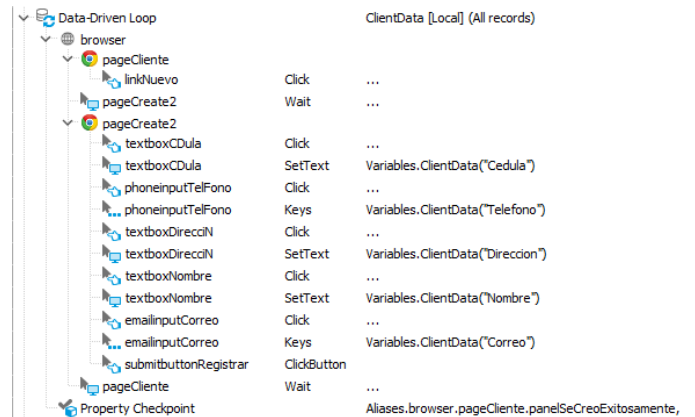 Data-Driven Loop ClientData [Local] (All records)
browser
pageCliente
linkNuevo Click ...
pageCreate2 Wait ...
pageCreate2
textboxCDula Click ...
textboxCDula SetText Variables.ClientData("Cedula")
phoneinputTelFono Click ...
phoneinputTelFono Keys Variables.ClientData("Telefono")
textboxDirecciN Click ...
textboxDirecciN SetText Variables.ClientData("Direccion")
textboxNombre Click ...
textboxNombre SetText Variables.ClientData("Nombre")
emailinputCorreo Click ...
emailinputCorreo Keys Variables.ClientData("Correo")
submitbuttonRegistrar ClickButton
pageCliente Wait ...
Property Checkpoint Aliases.browser.pageCliente.panelSeCreoExitosamente,